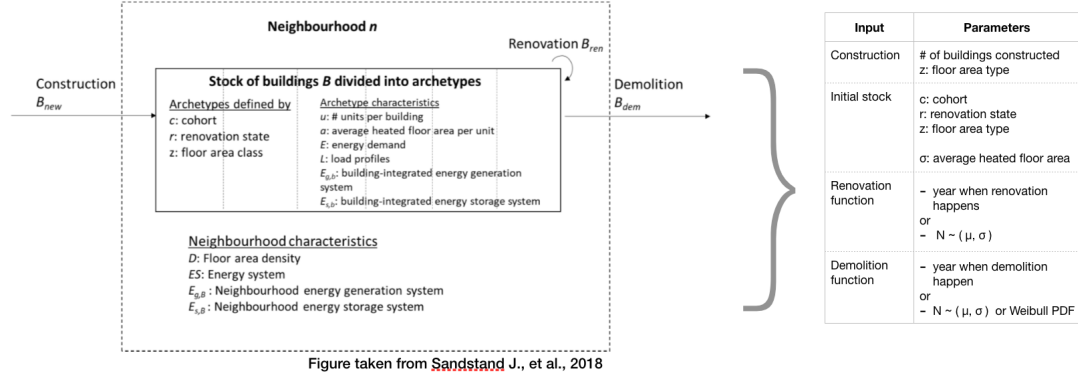 Neighbourhood n
Renovation Bren
Construction
Bnew
Stock of buildings B divided into archetypes
Archetypes defined by
c: cohort
r: renovation state
z: floor area class
Archetype characteristics
u: # units per building
a: average heated floor area per unit
E: energy demand
L: load profiles
Eg,b: building-integrated energy generation
system
Es,b: building-integrated energy storage system
Demolition
Bdem
Neighbourhood characteristics
D: Floor area density
ES: Energy system
Eg,B : Neighbourhood energy generation system
Es,B : Neighbourhood energy storage system
Figure taken from Sandstand J., et al., 2018
Input Parameters
Construction # of buildings constructed
z: floor area type
Initial stock c: cohort
r: renovation state
z: floor area type
σ: average heated floor area
Renovation – year when renovation
function happens
or
– N ~ ( μ, σ )
Demolition – year when demolition
function happen
or
– N ~ ( μ, σ ) or Weibull PDF